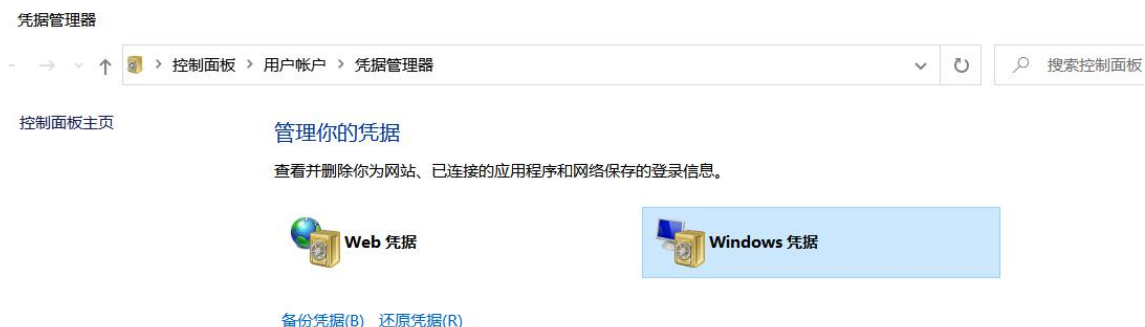 凭据管理器
控制面板 > 用户帐户 > 凭据管理器
搜索控制面板
控制面板主页
管理你的凭据
查看并删除你为网站、已连接的应用程序和网络保存的登录信息。
Web 凭据
Windows 凭据
备份凭据(B) 还原凭据(R)